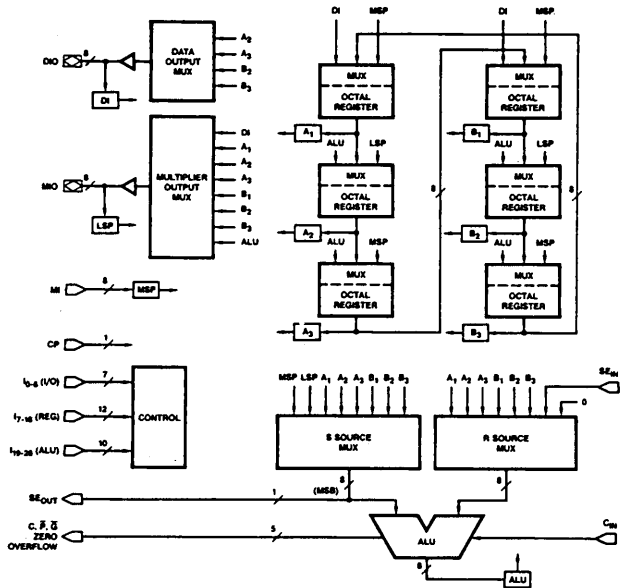 DI MSP DI MSP
DIO 8 DATA OUTPUT MUX A2 A3 B2 B3
DI
MUX OCTAL REGISTER MUX OCTAL REGISTER
MIO 8 MULTIPLIER OUTPUT MUX DI A1 A2 A3 B1 B2 B3 ALU
LSP
A1 ALU LSP B1 ALU LSP
MUX OCTAL REGISTER 8 MUX OCTAL REGISTER 8
A2 ALU MSP B2 ALU MSP
MUX OCTAL REGISTER MUX OCTAL REGISTER
A3 B3
MI 8 MSP
CP 1
I0-6 (I/O) 7
I7-18 (REG) 12 CONTROL
I19-28 (ALU) 10
MSP LSP A1 A2 A3 B1 B2 B3
A1 A2 A3 B1 B2 B3 0 SEIN
S SOURCE MUX R SOURCE MUX
8 (MSB) 8
SEOUT 1
C, P̅, G̅ ZERO OVERFLOW 5 ALU CIN
8 ALU